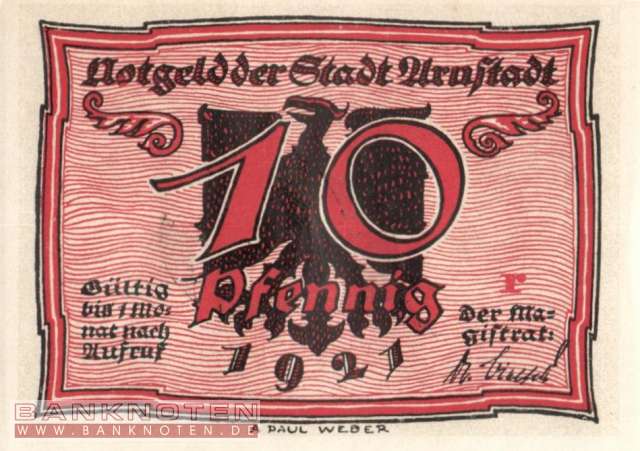 Notgeld der Stadt Arnstadt
10
Pfennig
1921
Gültig
bis 1 Mo=
nat nach
Aufruf
r
Der Ma=
gistrat:
A PAUL WEBER
BANKNOTEN
WWW.BANKNOTEN.DE